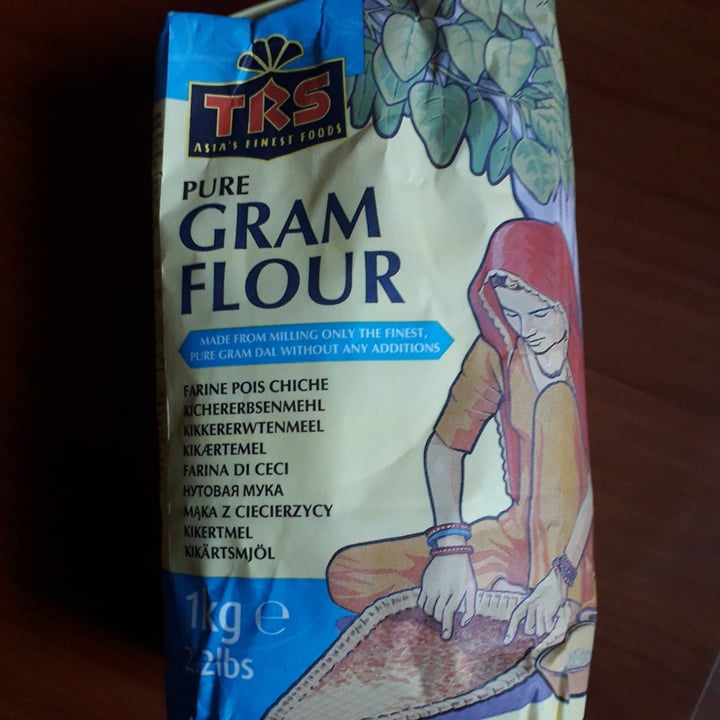 TRS
ASIA'S FINEST FOODS
PURE
GRAM
FLOUR
MADE FROM MILLING ONLY THE FINEST,
PURE GRAM DAL WITHOUT ANY ADDITIONS
FARINE POIS CHICHE
KICHERERBSENMEHL
KIKKERERWTENMEEL
KIKÆRTEMEL
FARINA DI CECI
НУТОВАЯ МУКА
MĄKA Z CIECIERZYCY
KIKERTMEL
KIKÄRTSMJÖL
1kg ℮
2.2lbs